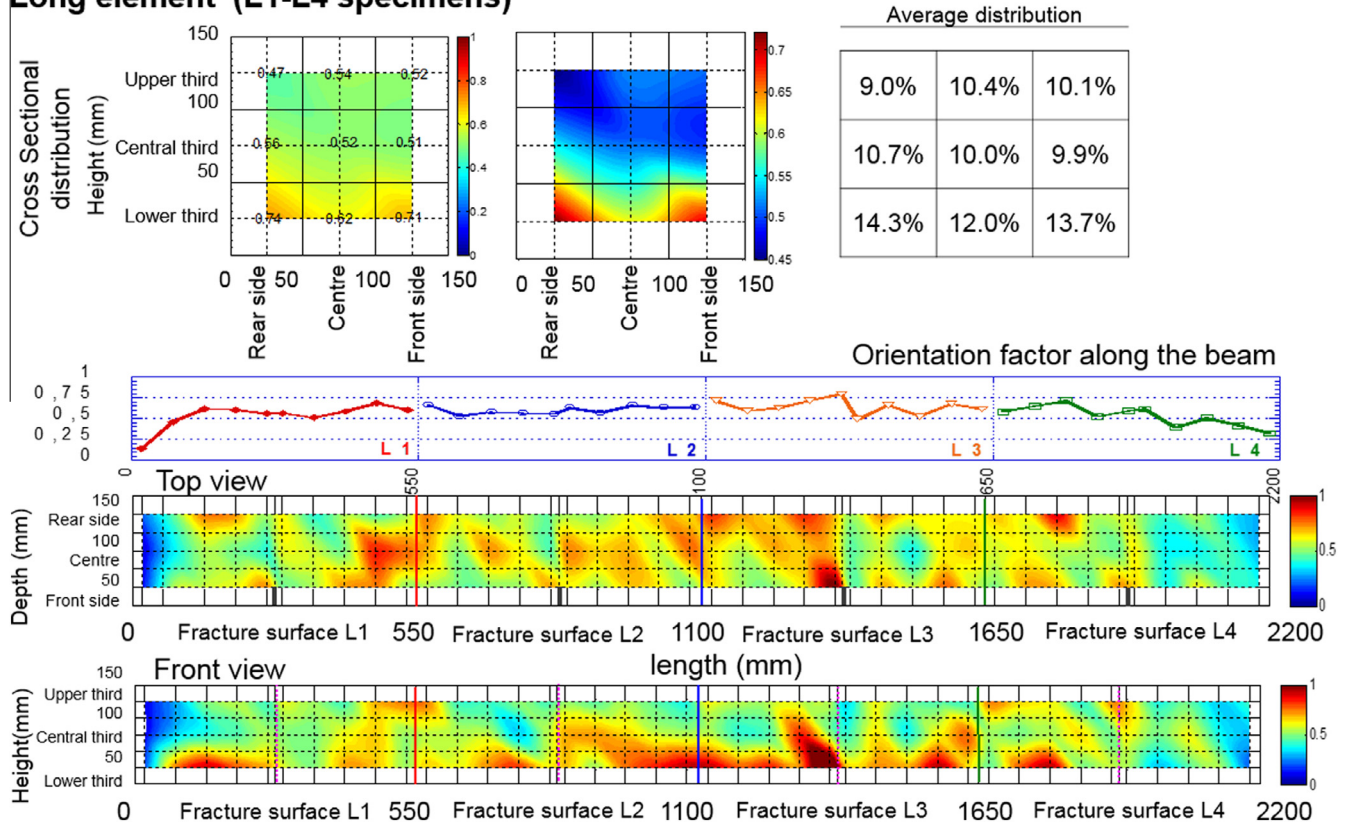 Long element (L1-L4 specimens)
Average distribution
Cross Sectional distribution
Height (mm)
150
Upper third
100
Central third
50
Lower third
0.47 0.54 0.52
0.56 0.52 0.51
0.74 0.62 0.71
1
0.8
0.6
0.4
0.2
0
0 50 100 150
Rear side
Centre
Front side
0.7
0.65
0.6
0.55
0.5
0.45
0 50 100 150
Rear side
Centre
Front side
9.0% 10.4% 10.1%
10.7% 10.0% 9.9%
14.3% 12.0% 13.7%
Orientation factor along the beam
1
0,75
0,5
0,25
0
L 1 L 2 L 3 L 4
0 550 100 650 2200
Top view
Depth (mm)
150
Rear side
100
Centre
50
Front side
1
0.5
0
0 Fracture surface L1 550 Fracture surface L2 1100 Fracture surface L3 1650 Fracture surface L4 2200
length (mm)
Front view
Height(mm)
150
Upper third
100
Central third
50
Lower third
1
0.5
0
0 Fracture surface L1 550 Fracture surface L2 1100 Fracture surface L3 1650 Fracture surface L4 2200